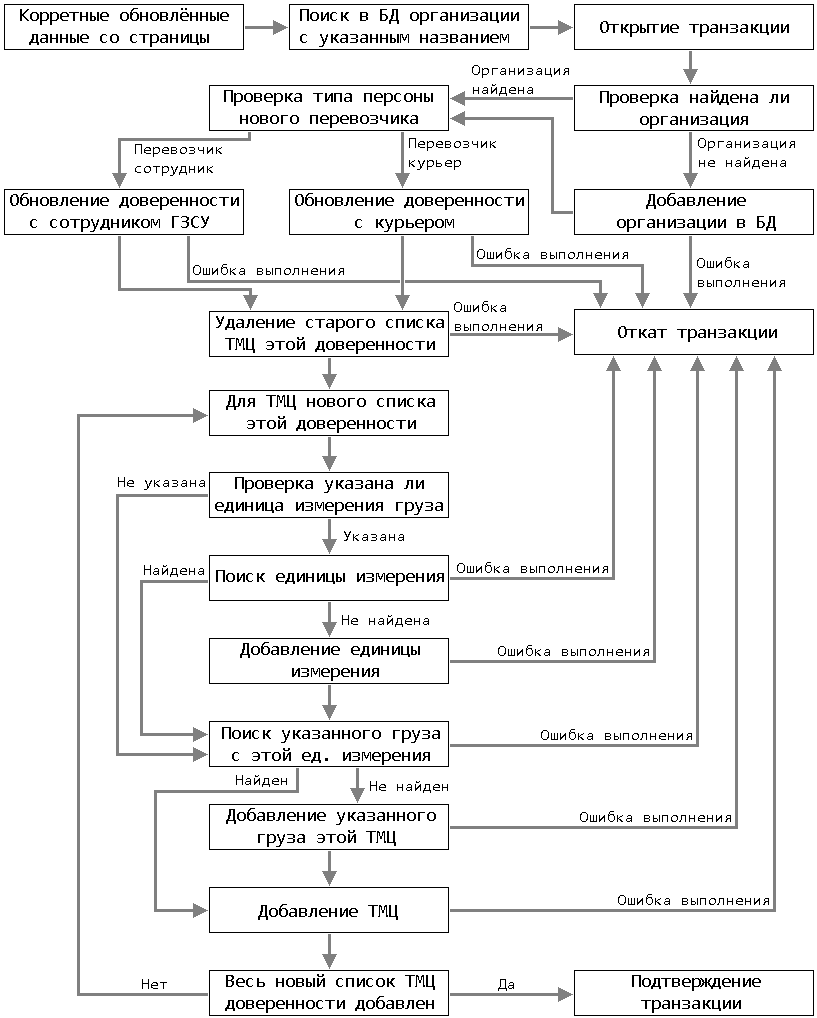 Корретные обновлённые
данные со страницы
Поиск в БД организации
с указанным названием
Открытие транзакции
Организация
найдена
Проверка типа персоны
нового перевозчика
Проверка найдена ли
организация
Перевозчик
сотрудник
Перевозчик
курьер
Организация
не найдена
Обновление доверенности
с сотрудником ГЗСУ
Обновление доверенности
с курьером
Добавление
организации в БД
Ошибка выполнения
Ошибка выполнения
Ошибка
выполнения
Удаление старого списка
ТМЦ этой доверенности
Ошибка
выполнения
Откат транзакции
Для ТМЦ нового списка
этой доверенности
Не указана
Проверка указана ли
единица измерения груза
Указана
Найдена
Поиск единицы измерения
Ошибка выполнения
Не найдена
Добавление единицы
измерения
Ошибка выполнения
Поиск указанного груза
с этой ед. измерения
Ошибка выполнения
Найден
Не найден
Добавление указанного
груза этой ТМЦ
Ошибка выполнения
Добавление ТМЦ
Ошибка выполнения
Нет
Весь новый список ТМЦ
доверенности добавлен
Да
Подтверждение
транзакции